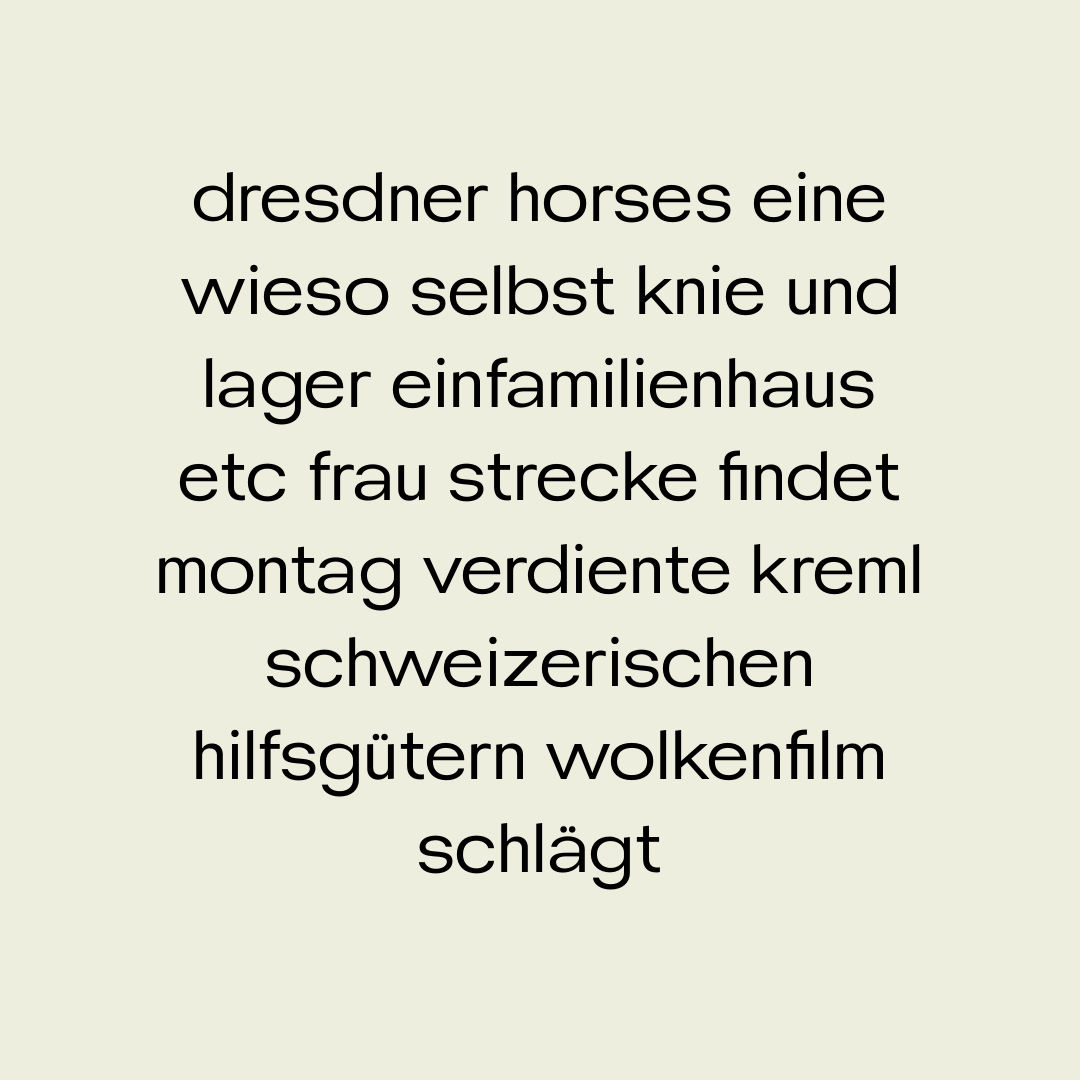 dresdner horses eine
wieso selbst knie und
lager einfamilienhaus
etc frau strecke findet
montag verdiente kreml
schweizerischen
hilfsgütern wolkenfilm
schlägt